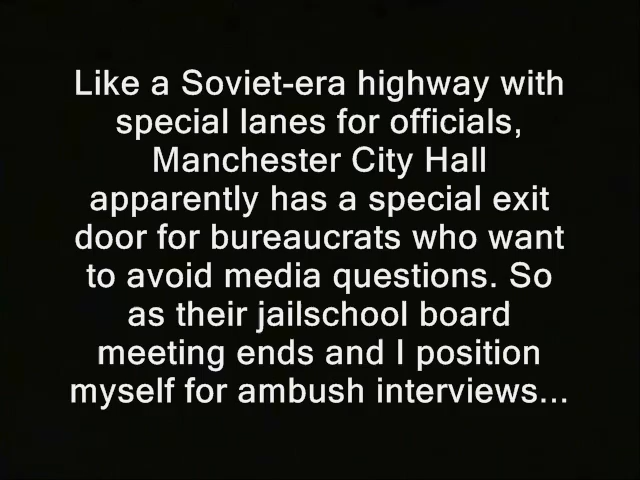 Like a Soviet-era highway with
special lanes for officials,
Manchester City Hall
apparently has a special exit
door for bureaucrats who want
to avoid media questions. So
as their jailschool board
meeting ends and I position
myself for ambush interviews...